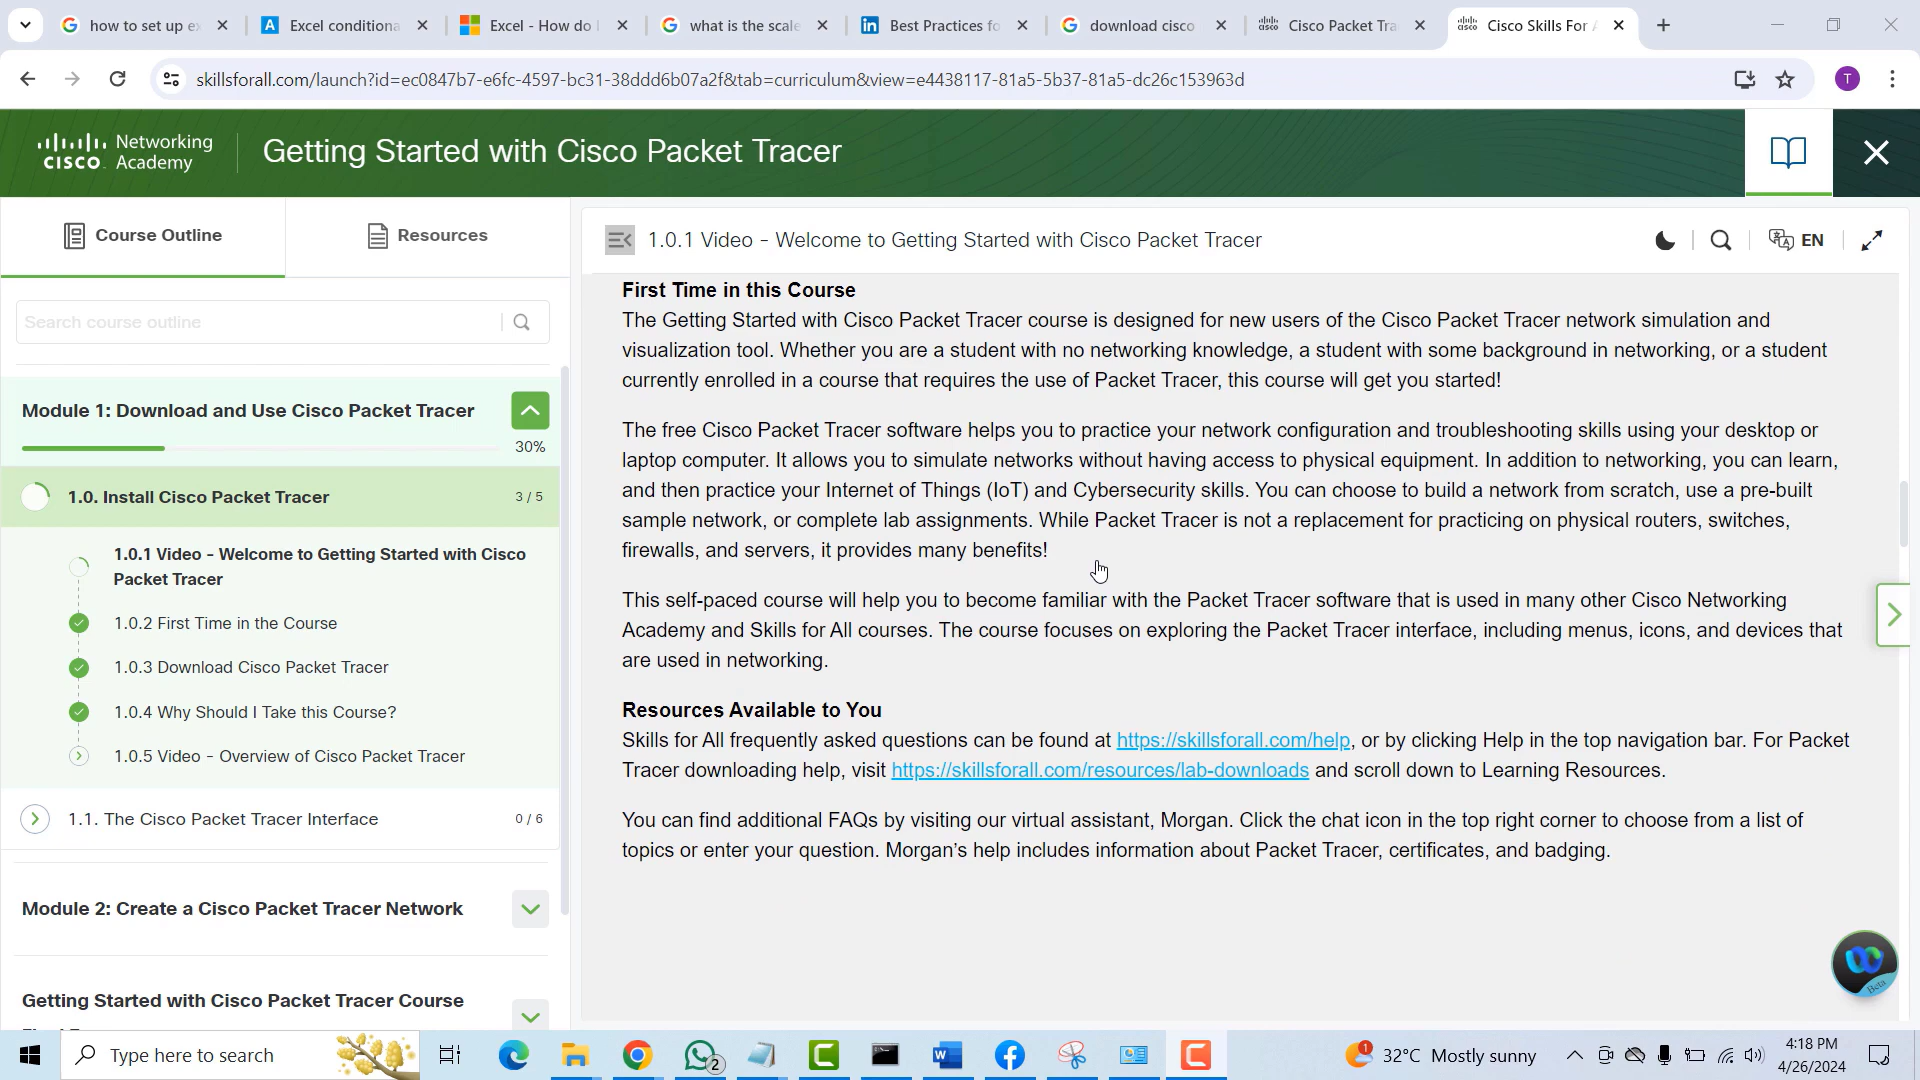 how to set up e
Excel conditiona
Excel - How do I
what is the scale
Best Practices fo
download cisco
Cisco Packet Tra
Cisco Skills For A
skillsforall.com/launch?id=ec0847b7-e6fc-4597-bc31-38ddd6b07a2f&tab=curriculum&view=e4438117-81a5-5b37-81a5-dc26c153963d
T
cisco Networking Academy
Getting Started with Cisco Packet Tracer
Course Outline
Resources
Search course outline
Module 1: Download and Use Cisco Packet Tracer
30%
1.0. Install Cisco Packet Tracer
3 / 5
1.0.1 Video - Welcome to Getting Started with Cisco
Packet Tracer
1.0.2 First Time in the Course
1.0.3 Download Cisco Packet Tracer
1.0.4 Why Should I Take this Course?
1.0.5 Video - Overview of Cisco Packet Tracer
1.1. The Cisco Packet Tracer Interface
0 / 6
Module 2: Create a Cisco Packet Tracer Network
Getting Started with Cisco Packet Tracer Course
1.0.1 Video - Welcome to Getting Started with Cisco Packet Tracer
EN
First Time in this Course
The Getting Started with Cisco Packet Tracer course is designed for new users of the Cisco Packet Tracer network simulation and
visualization tool. Whether you are a student with no networking knowledge, a student with some background in networking, or a student
currently enrolled in a course that requires the use of Packet Tracer, this course will get you started!
The free Cisco Packet Tracer software helps you to practice your network configuration and troubleshooting skills using your desktop or
laptop computer. It allows you to simulate networks without having access to physical equipment. In addition to networking, you can learn,
and then practice your Internet of Things (IoT) and Cybersecurity skills. You can choose to build a network from scratch, use a pre-built
sample network, or complete lab assignments. While Packet Tracer is not a replacement for practicing on physical routers, switches,
firewalls, and servers, it provides many benefits!
This self-paced course will help you to become familiar with the Packet Tracer software that is used in many other Cisco Networking
Academy and Skills for All courses. The course focuses on exploring the Packet Tracer interface, including menus, icons, and devices that
are used in networking.
Resources Available to You
Skills for All frequently asked questions can be found at https://skillsforall.com/help, or by clicking Help in the top navigation bar. For Packet
Tracer downloading help, visit https://skillsforall.com/resources/lab-downloads and scroll down to Learning Resources.
You can find additional FAQs by visiting our virtual assistant, Morgan. Click the chat icon in the top right corner to choose from a list of
topics or enter your question. Morgan’s help includes information about Packet Tracer, certificates, and badging.
Beta
Type here to search
2
1
32°C Mostly sunny
4:18 PM
4/26/2024